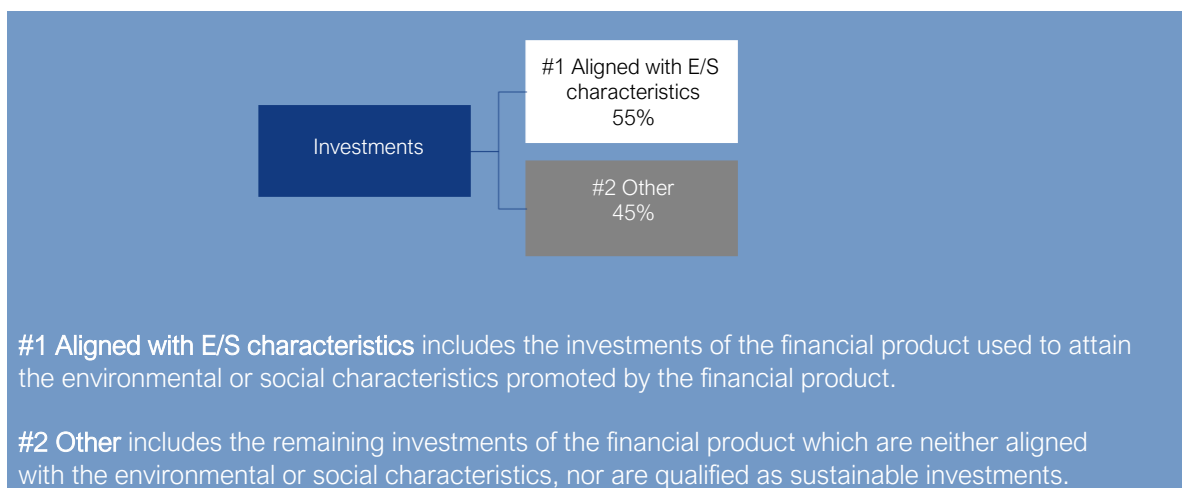 #1 Aligned with E/S
characteristics
55%
Investments
#2 Other
45%
#1 Aligned with E/S characteristics includes the investments of the financial product used to attain
the environmental or social characteristics promoted by the financial product.
#2 Other includes the remaining investments of the financial product which are neither aligned
with the environmental or social characteristics, nor are qualified as sustainable investments.